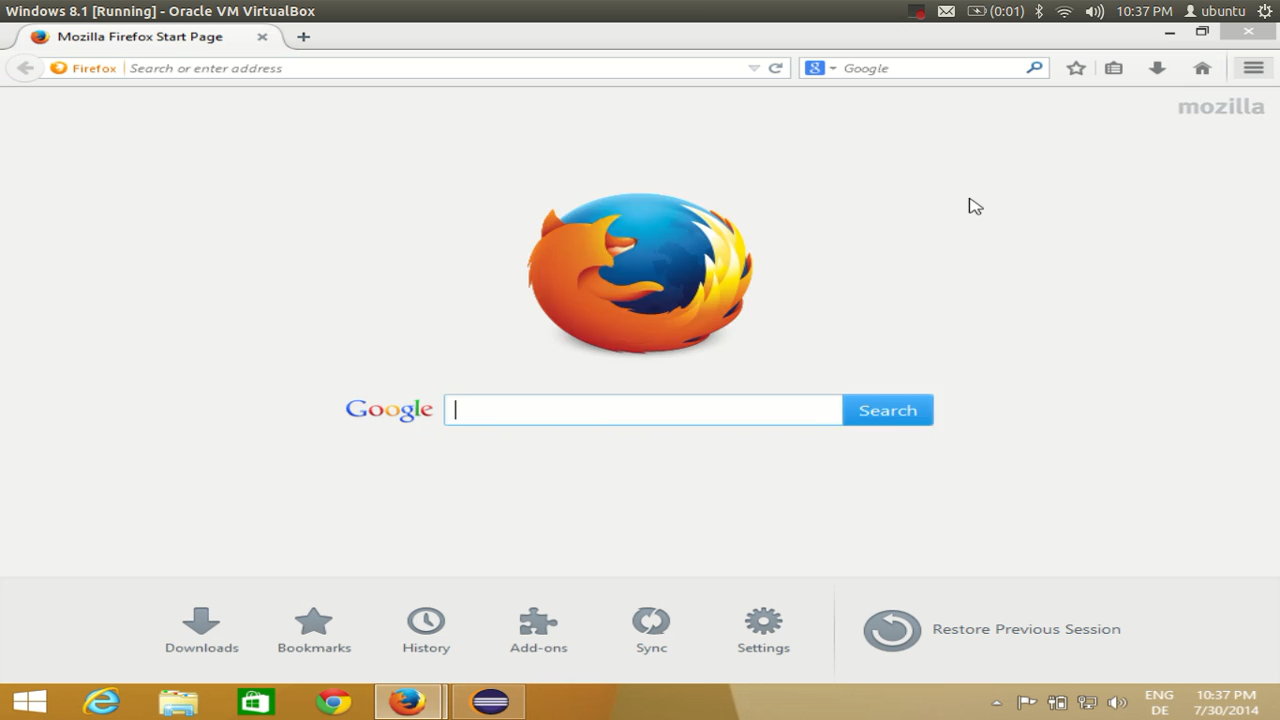 Windows 8.1 [Running] - Oracle VM VirtualBox
(0:01) 10:37 PM ubuntu
Mozilla Firefox Start Page
Firefox Search or enter address
Google
mozilla
Google
Search
Downloads
Bookmarks
History
Add-ons
Sync
Settings
Restore Previous Session
ENG 10:37 PM
DE 7/30/2014